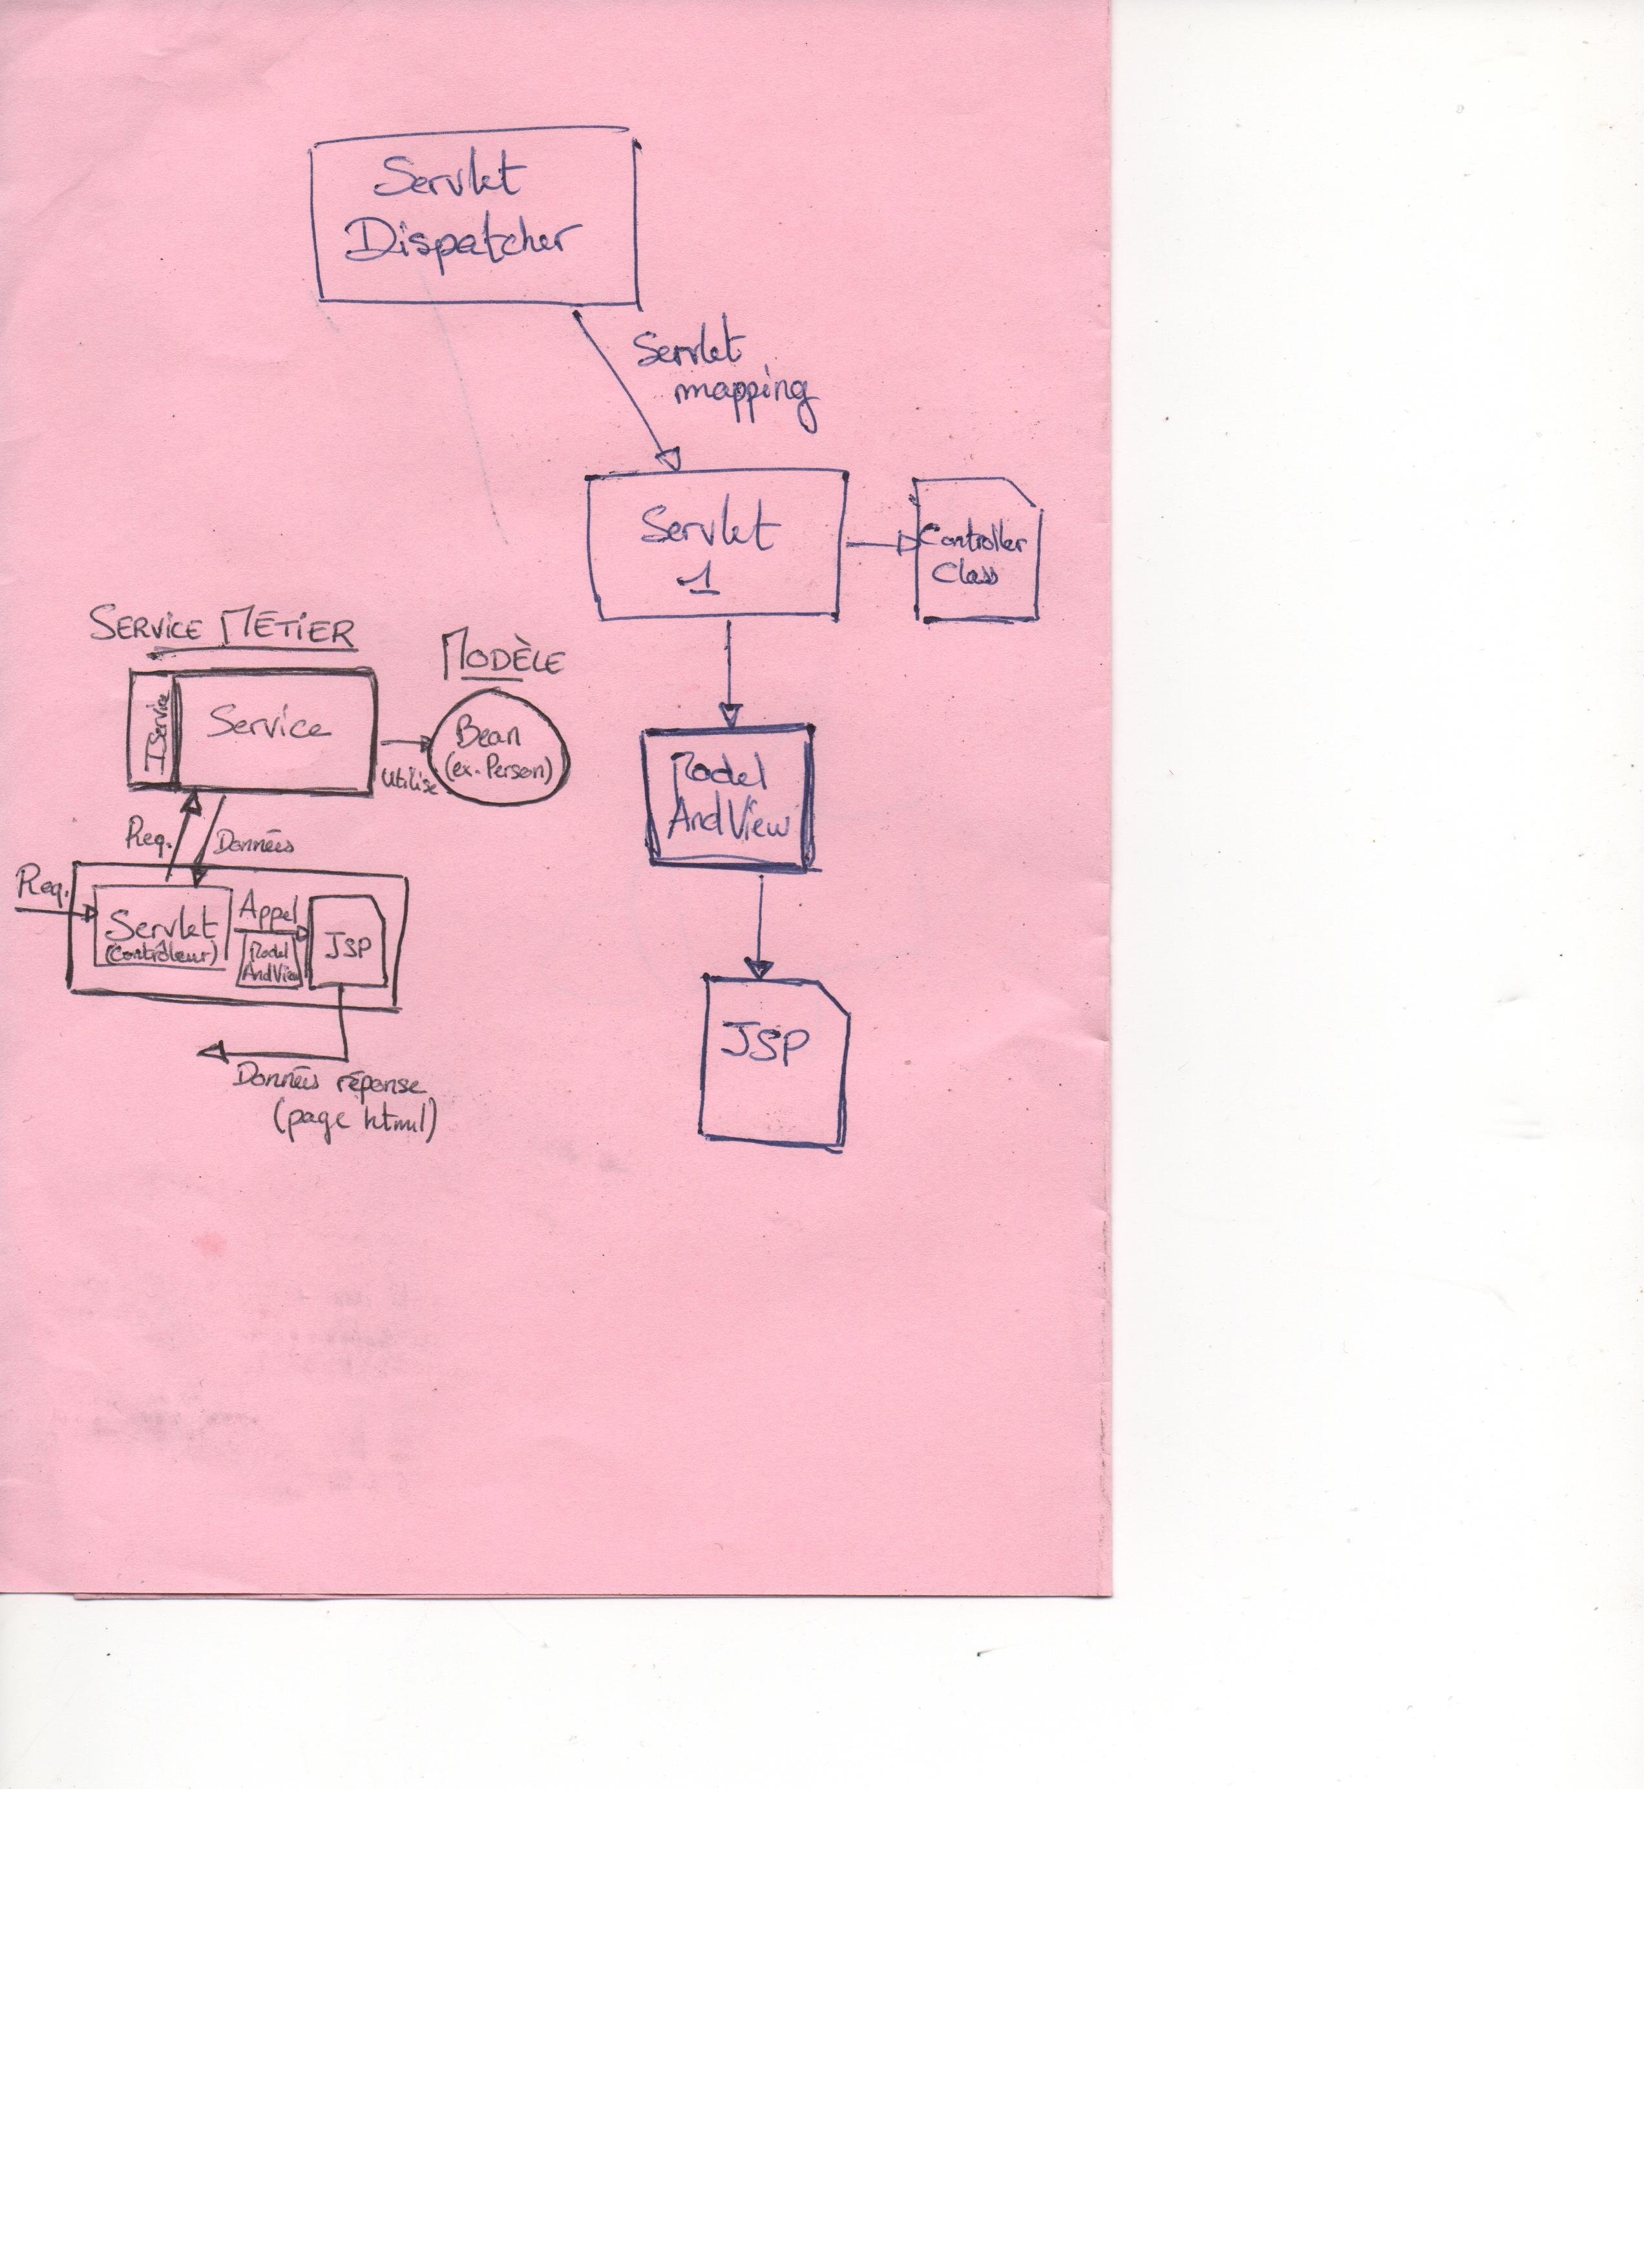 Servlet
Dispatcher
Servlet
mapping
Servlet
1
Controller
Class
Model
AndView
JSP
SERVICE MÉTIER
MODÈLE
IService
Service
Utilise
Bean
(ex. Person)
Req.
Données
Req.
Servlet
(Contrôleur)
Appel
Model
AndView
JSP
Données réponse
(page html)